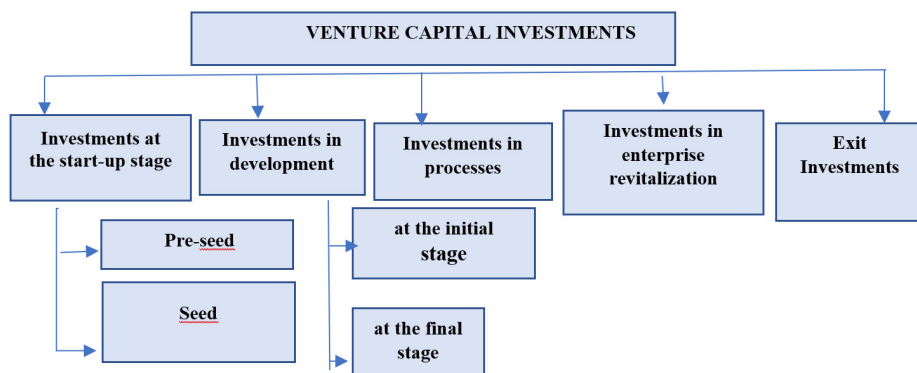 VENTURE CAPITAL INVESTMENTS
Investments at
the start-up stage
Investments in
development
Investments in
processes
Investments in
enterprise
revitalization
Exit
Investments
Pre-seed
Seed
at the initial
stage
at the final
stage